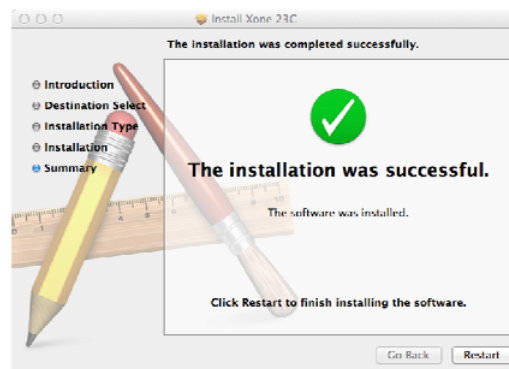 Install Xone 23C
The installation was completed successfully.
Introduction
Destination Select
Installation Type
Installation
Summary
The installation was successful.
The software was installed.
Click Restart to finish installing the software.
Go Back
Restart